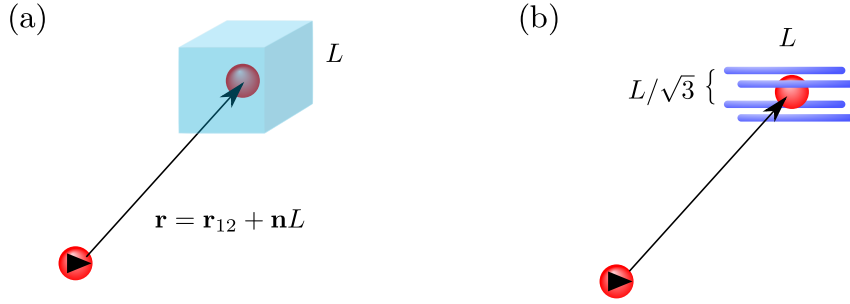 (a)
L
r = r₁₂ + nL
(b)
L
L/√3 {